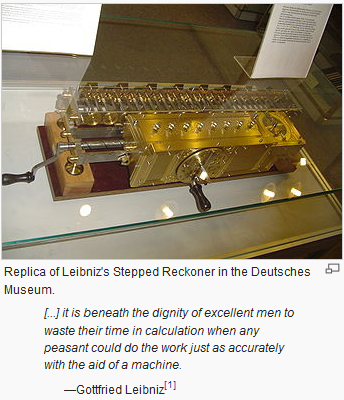 Replica of Leibniz's Stepped Reckoner in the Deutsches
Museum.
[...] it is beneath the dignity of excellent men to
waste their time in calculation when any
peasant could do the work just as accurately
with the aid of a machine.
—Gottfried Leibniz[1]